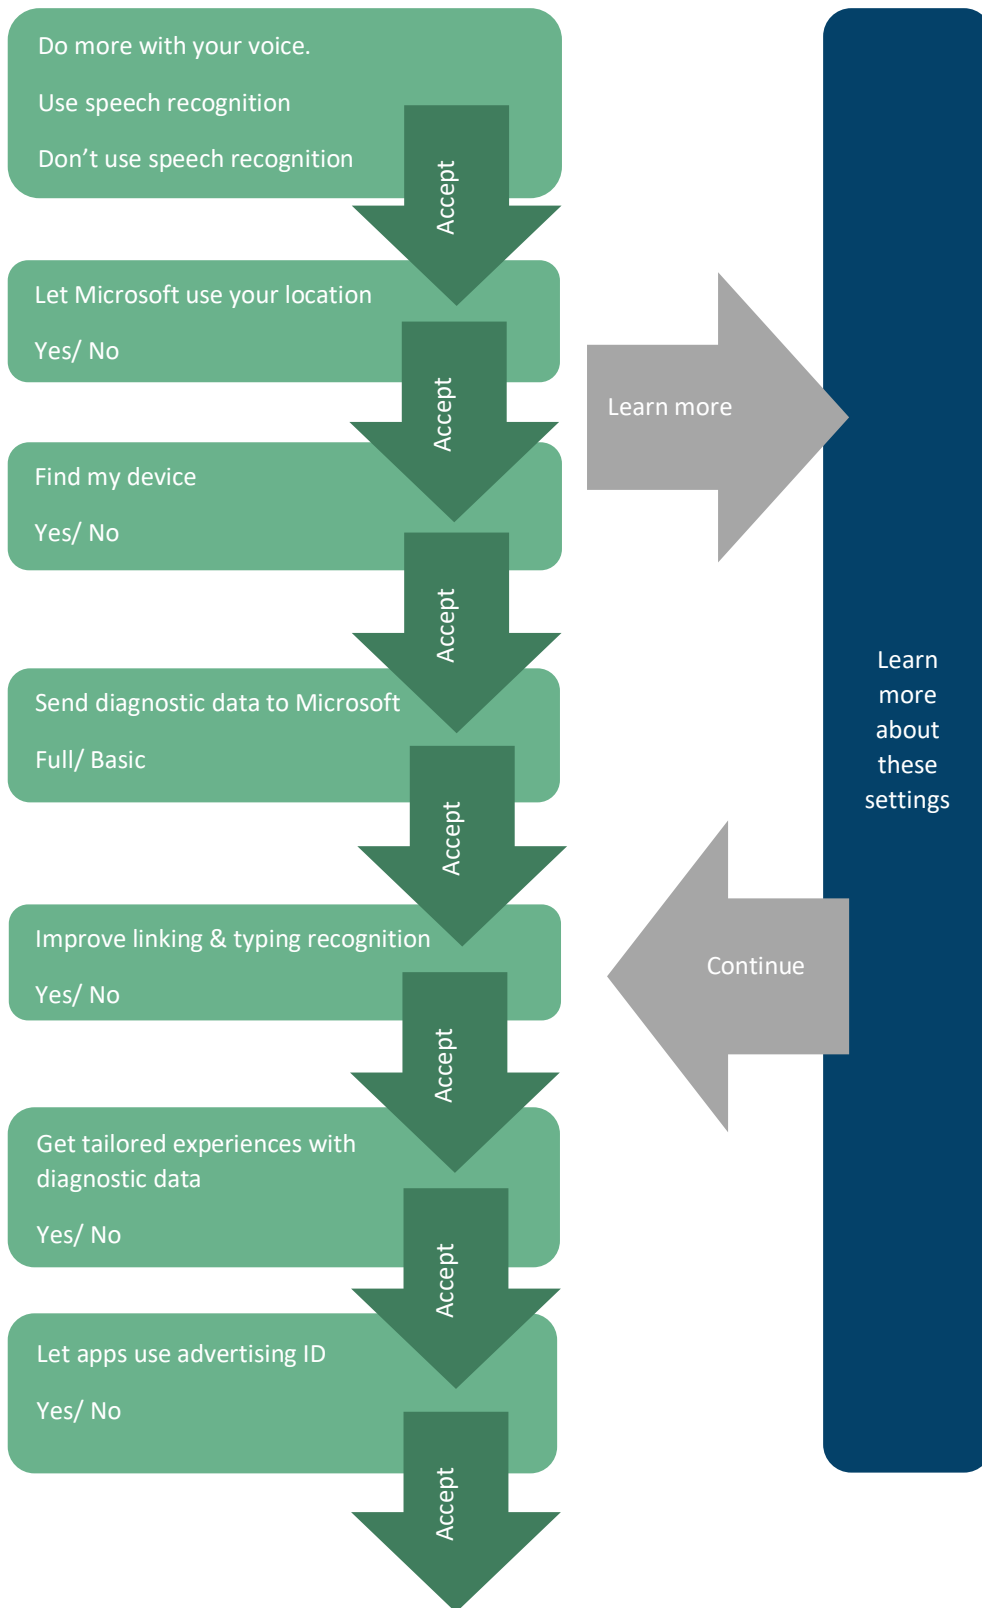 Do more with your voice.
Use speech recognition
Don’t use speech recognition
Accept
Let Microsoft use your location
Yes/ No
Accept
Learn more
Find my device
Yes/ No
Accept
Send diagnostic data to Microsoft
Full/ Basic
Accept
Learn
more
about
these
settings
Improve linking & typing recognition
Yes/ No
Continue
Accept
Get tailored experiences with
diagnostic data
Yes/ No
Accept
Let apps use advertising ID
Yes/ No
Accept